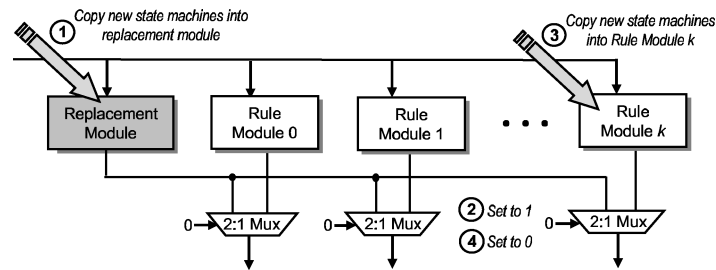 1 Copy new state machines into
replacement module
3 Copy new state machines
into Rule Module k
Replacement
Module
Rule
Module 0
Rule
Module 1
• • •
Rule
Module k
0 2:1 Mux
0 2:1 Mux
2 Set to 1
4 Set to 0
0 2:1 Mux